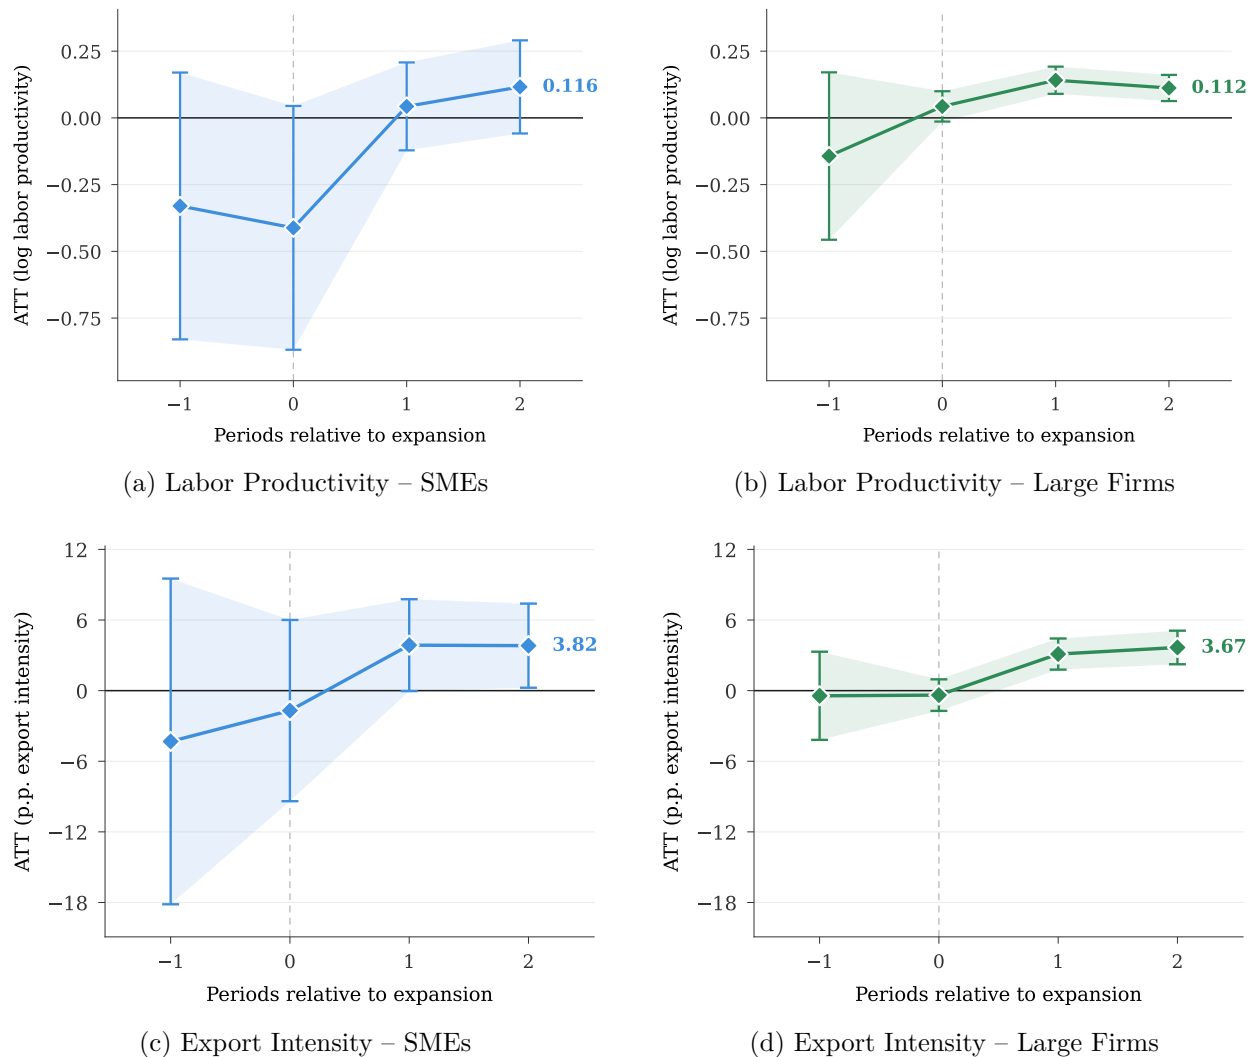 0.25
0.00
−0.25
−0.50
−0.75
ATT (log labor productivity)
0.116
−1 0 1 2
Periods relative to expansion
(a) Labor Productivity – SMEs
0.25
0.00
−0.25
−0.50
−0.75
ATT (log labor productivity)
0.112
−1 0 1 2
Periods relative to expansion
(b) Labor Productivity – Large Firms
12
6
0
−6
−12
−18
ATT (p.p. export intensity)
3.82
−1 0 1 2
Periods relative to expansion
(c) Export Intensity – SMEs
12
6
0
−6
−12
−18
ATT (p.p. export intensity)
3.67
−1 0 1 2
Periods relative to expansion
(d) Export Intensity – Large Firms